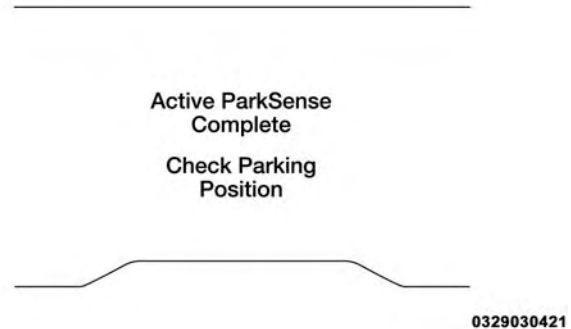 Active ParkSense
Complete
Check Parking
Position
0329030421